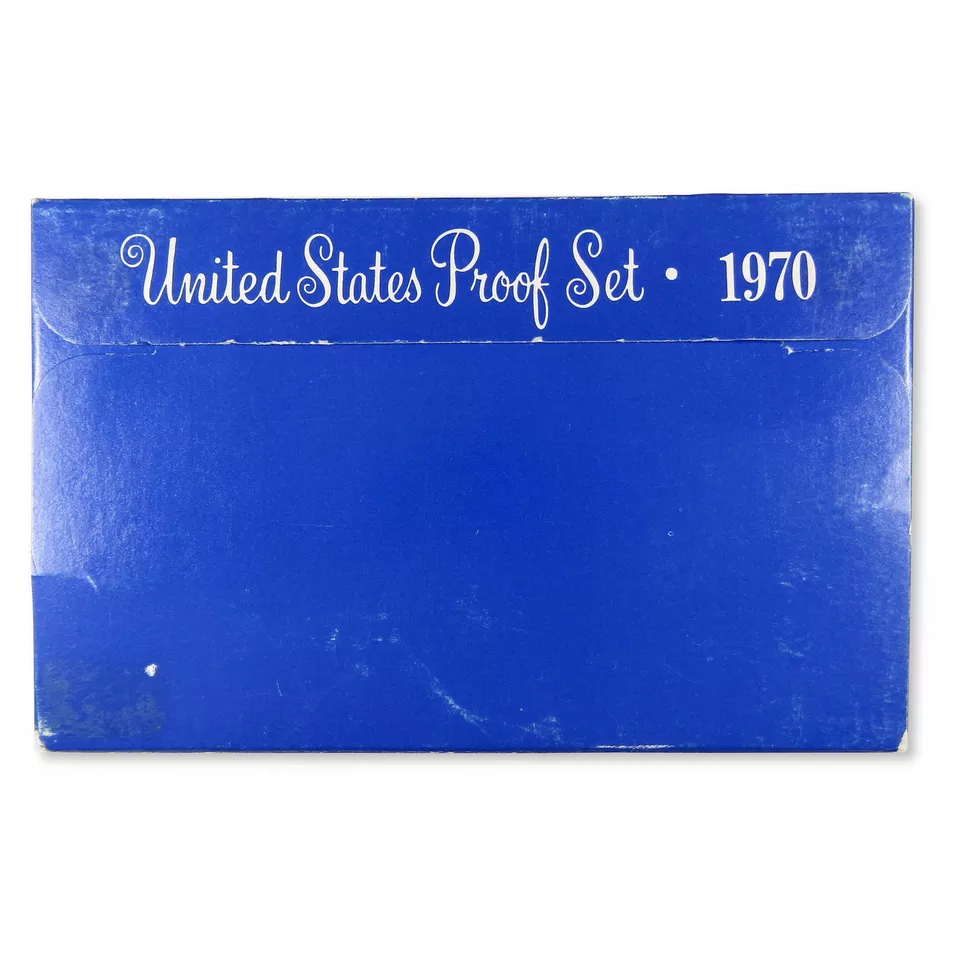 United States Proof Set • 1970